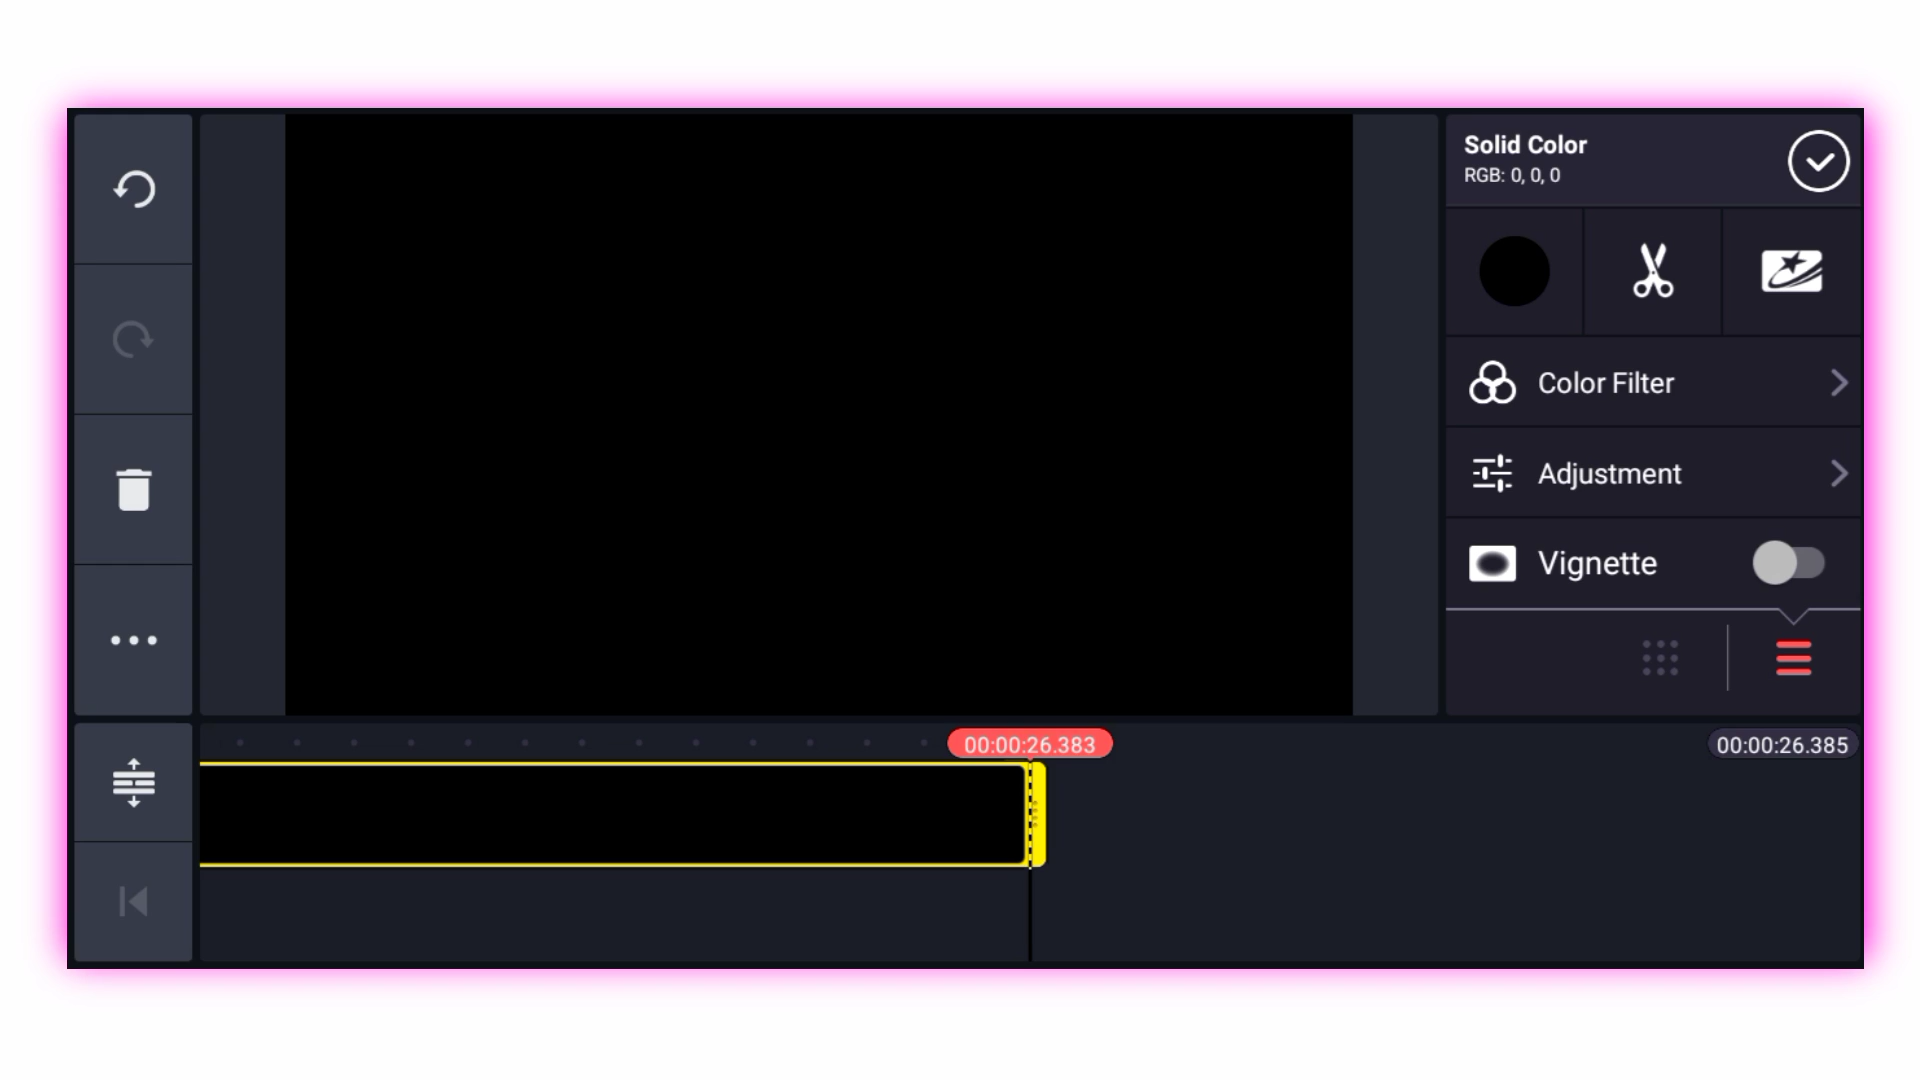 Solid Color
RGB: 0, 0, 0
Color Filter
Adjustment
Vignette
00:00:26.383
00:00:26.385